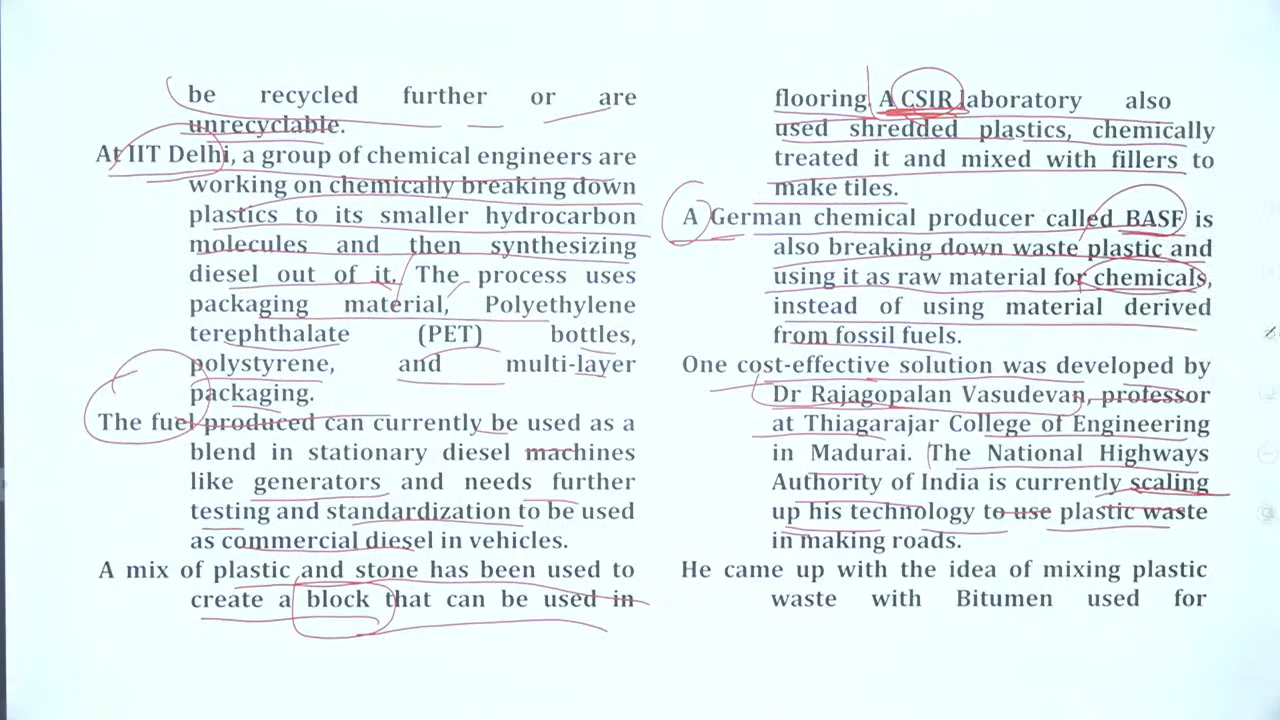 be recycled further or are
unrecyclable.
At IIT Delhi, a group of chemical engineers are
working on chemically breaking down
plastics to its smaller hydrocarbon
molecules and then synthesizing
diesel out of it. The process uses
packaging material, Polyethylene
terephthalate (PET) bottles,
polystyrene, and multi-layer
packaging.
The fuel produced can currently be used as a
blend in stationary diesel machines
like generators and needs further
testing and standardization to be used
as commercial diesel in vehicles.
A mix of plastic and stone has been used to
create a block that can be used in
flooring. A CSIR laboratory also
used shredded plastics, chemically
treated it and mixed with fillers to
make tiles.
A German chemical producer called BASF is
also breaking down waste plastic and
using it as raw material for chemicals,
instead of using material derived
from fossil fuels.
One cost-effective solution was developed by
Dr Rajagopalan Vasudevan, professor
at Thiagarajar College of Engineering
in Madurai. The National Highways
Authority of India is currently scaling
up his technology to use plastic waste
in making roads.
He came up with the idea of mixing plastic
waste with Bitumen used for